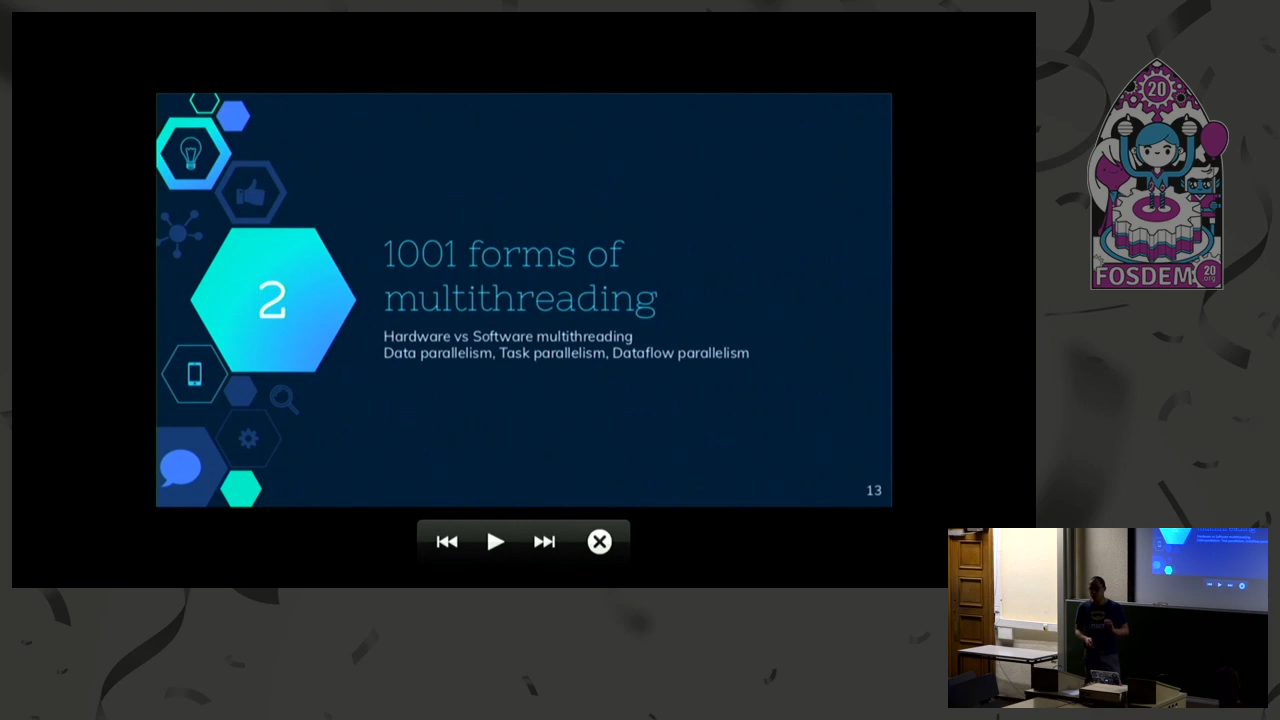 2
1001 forms of
multithreading
Hardware vs Software multithreading
Data parallelism, Task parallelism, Dataflow parallelism
13
20
FOSDEM
20
org